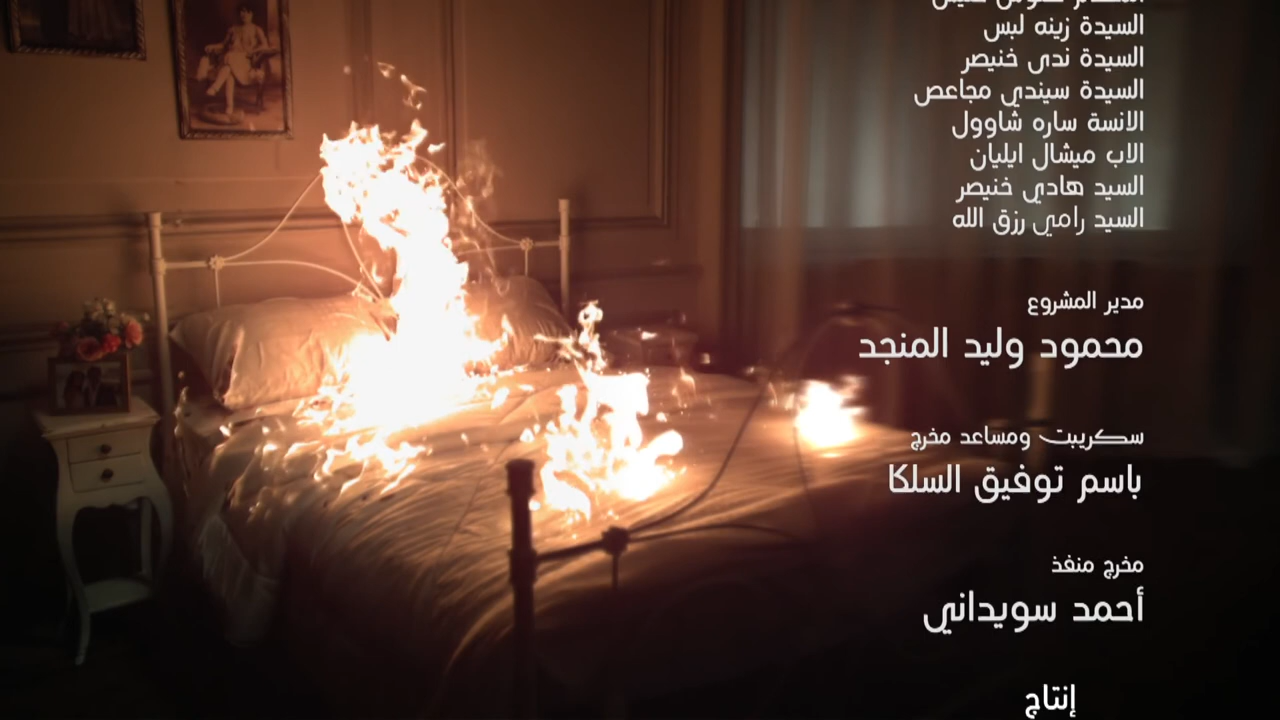 السيدة زينه لبس
السيدة ندى خنيصر
السيدة سيندي مجاعص
الانسة ساره شاوول
الاب ميشال ايليان
السيد هادي خنيصر
السيد رامي رزق الله
مدير المشروع
محمود وليد المنجد
سكريبت ومساعد مخرج
باسم توفيق السلكا
مخرج منفذ
أحمد سويداني
إنتاج